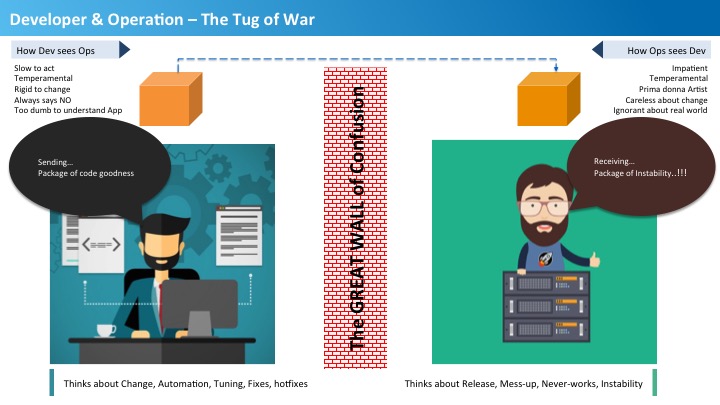 Developer & Operation – The Tug of War
How Dev sees Ops
Slow to act
Temperamental
Rigid to change
Always says NO
Too dumb to understand App
How Ops sees Dev
Impatient
Temperamental
Prima donna Artist
Careless about change
Ignorant about real world
Sending...
Package of code goodness
The GREAT WALL of Confusion
Receiving...
Package of Instability..!!!
Thinks about Change, Automation, Tuning, Fixes, hotfixes
Thinks about Release, Mess-up, Never-works, Instability